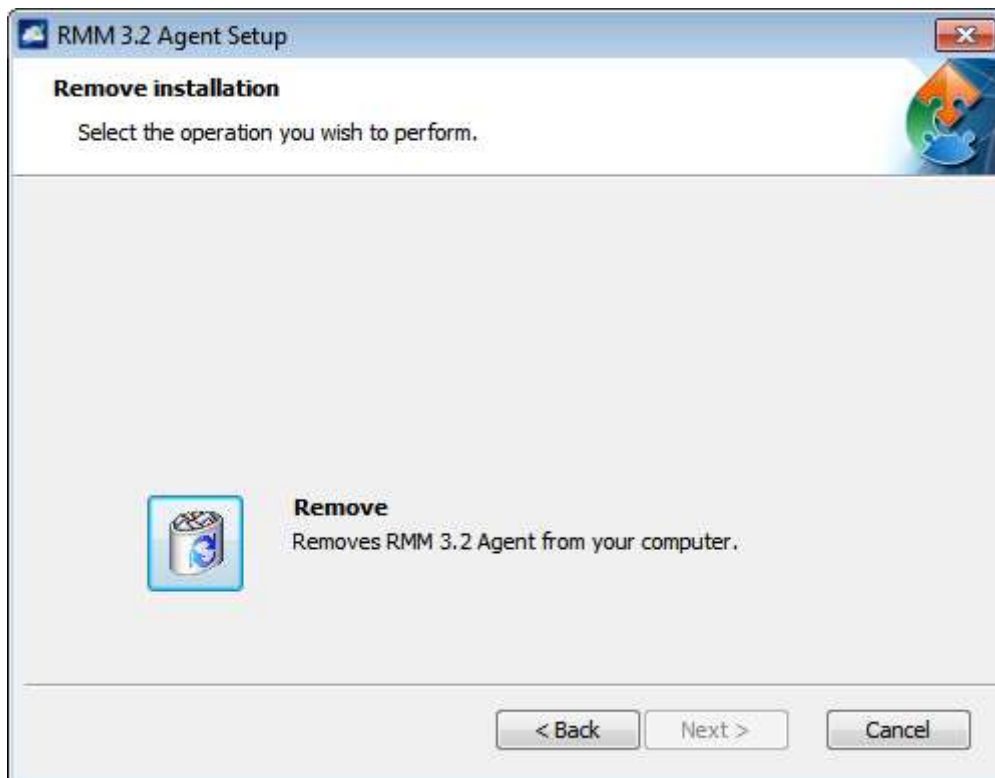 RMM 3.2 Agent Setup
Remove installation
Select the operation you wish to perform.
Remove
Removes RMM 3.2 Agent from your computer.
< Back
Next >
Cancel